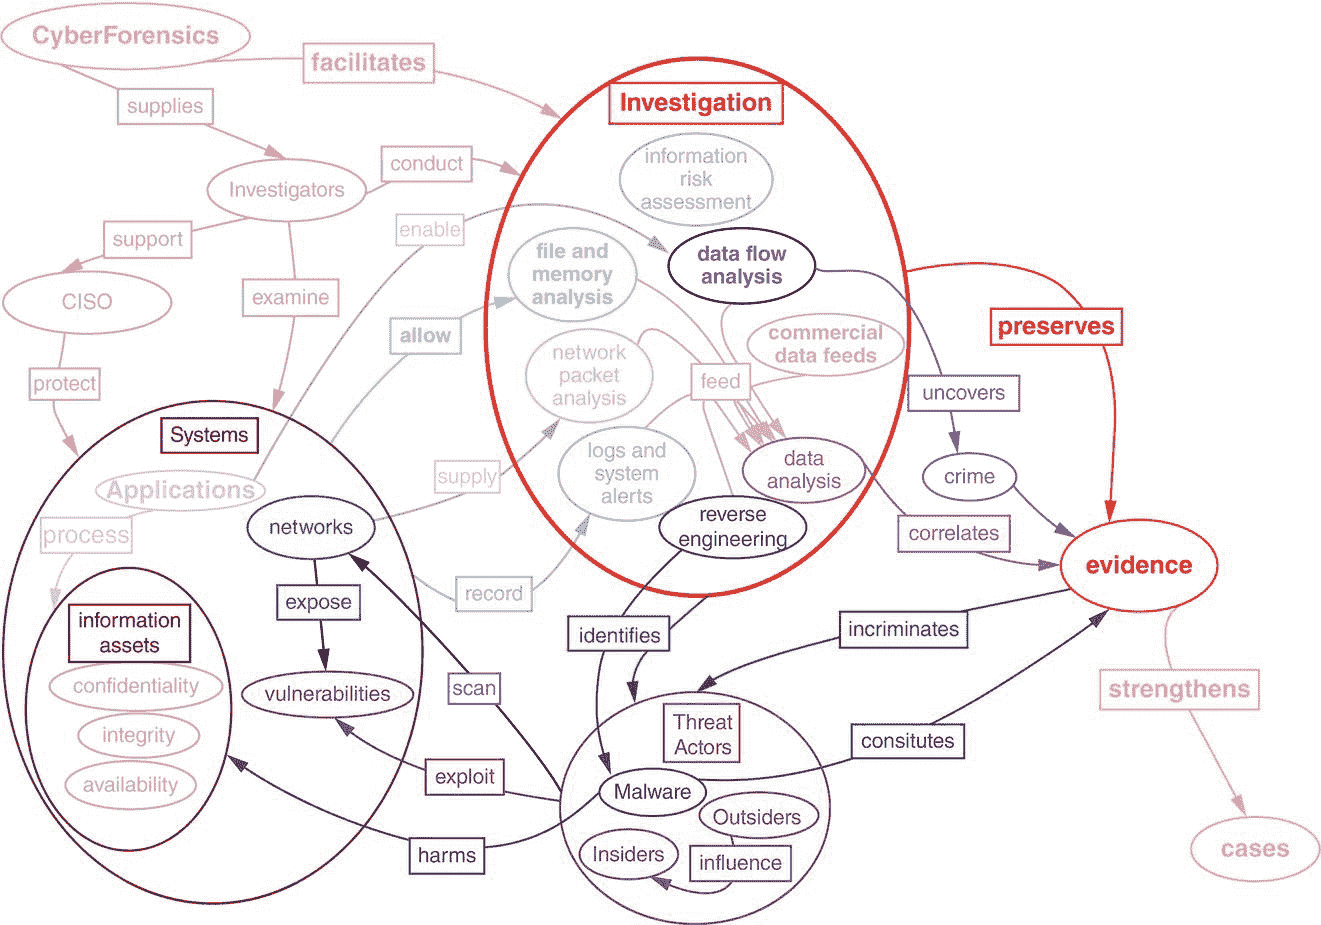 CyberForensics
facilitates
supplies
Investigation
information
risk
assessment
conduct
Investigators
enable
support
file and
memory
analysis
data flow
analysis
CISO
examine
allow
preserves
commercial
data feeds
network
packet
analysis
feed
protect
uncovers
Systems
logs and
system
alerts
data
analysis
supply
crime
Applications
process
networks
reverse
engineering
correlates
evidence
expose
record
information
assets
identifies
incriminates
confidentiality
vulnerabilities
scan
strengthens
integrity
Threat
Actors
consitutes
availability
exploit
Malware
Outsiders
harms
Insiders
influence
cases